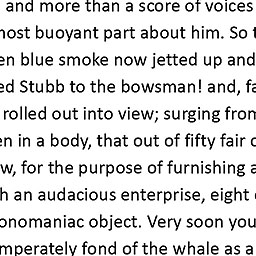 and more than a score of voices
most buoyant part about him. So
en blue smoke now jetted up and
ed Stubb to the bowsman! and, fa
rolled out into view; surging from
en in a body, that out of fifty fair
w, for the purpose of furnishing a
h an audacious enterprise, eight
onomaniac object. Very soon you
mperately fond of the whale as a